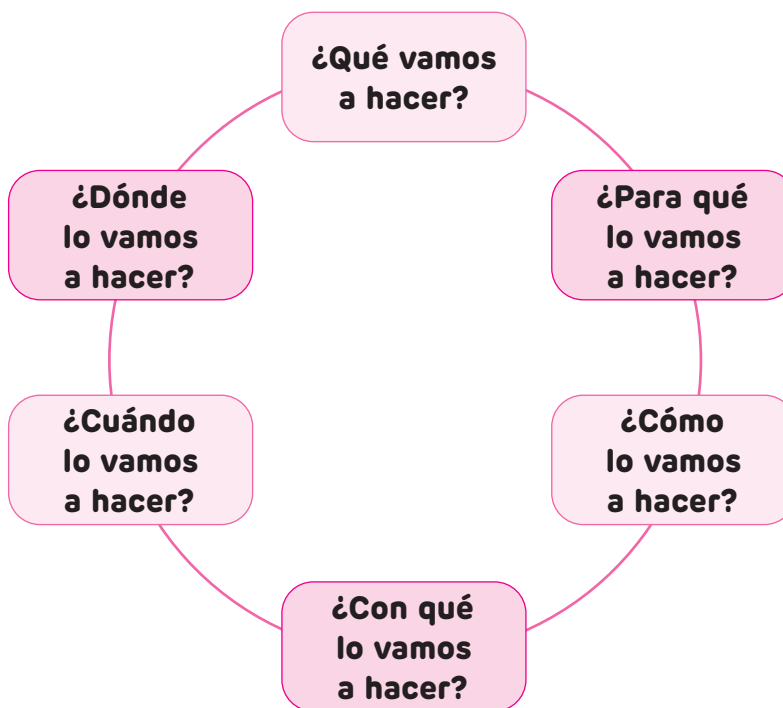 ¿Qué vamos
a hacer?
¿Dónde
lo vamos
a hacer?
¿Para qué
lo vamos
a hacer?
¿Cuándo
lo vamos
a hacer?
¿Cómo
lo vamos
a hacer?
¿Con qué
lo vamos
a hacer?